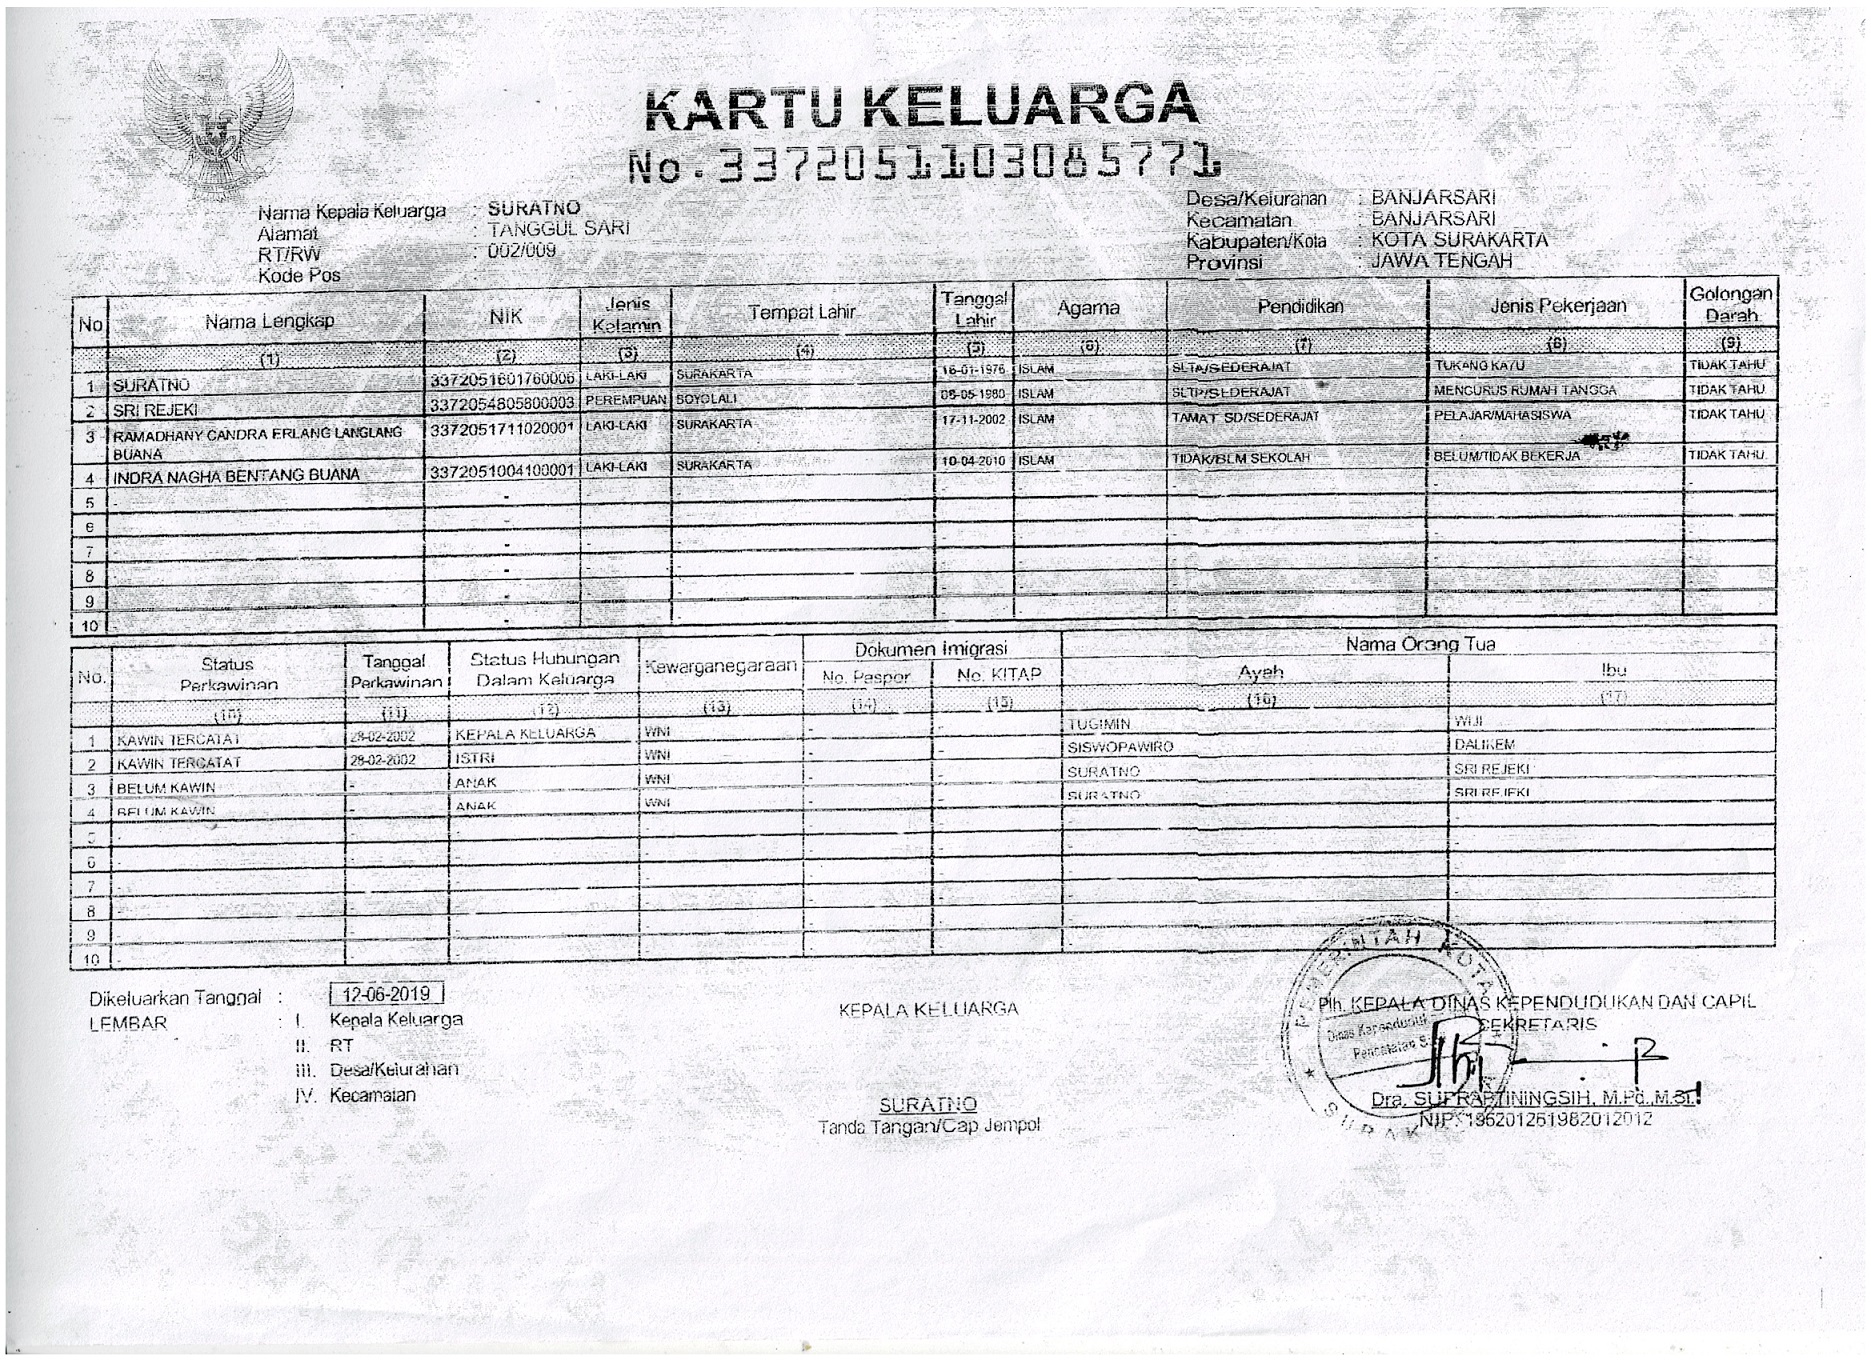 KARTU KELUARGA
No. 3372051103085771
Nama Kepala Keluarga : SURATNO
Alamat : TANGGUL SARI
RT/RW : 002/009
Kode Pos :
Desa/Kelurahan : BANJARSARI
Kecamatan : BANJARSARI
Kabupaten/Kota : KOTA SURAKARTA
Provinsi : JAWA TENGAH
No Nama Lengkap NIK Jenis Kelamin Tempat Lahir Tanggal Lahir Agama Pendidikan Jenis Pekerjaan Golongan Darah
(1) (2) (3) (4) (5) (6) (7) (8) (9)
1 SURATNO 3372051601760006 LAKI-LAKI SURAKARTA 16-01-1976 ISLAM SLTA/SEDERAJAT TUKANG KAYU TIDAK TAHU
2 SRI REJEKI 3372054805800003 PEREMPUAN BOYOLALI 08-05-1980 ISLAM SLTP/SEDERAJAT MENGURUS RUMAH TANGGA TIDAK TAHU
3 RAMADHANY CANDRA ERLANG LANGLANG BUANA 3372051711020001 LAKI-LAKI SURAKARTA 17-11-2002 ISLAM TAMAT SD/SEDERAJAT PELAJAR/MAHASISWA TIDAK TAHU
4 INDRA NAGHA BENTANG BUANA 3372051004100001 LAKI-LAKI SURAKARTA 10-04-2010 ISLAM TIDAK/BLM SEKOLAH BELUM/TIDAK BEKERJA TIDAK TAHU
5 - - - - - - - - -
6 - - - - - - - - -
7 - - - - - - - - -
8 - - - - - - - - -
9 - - - - - - - - -
10 - - - - - - - - -
No. Status Perkawinan Tanggal Perkawinan Status Hubungan Dalam Keluarga Kewarganegaraan Dokumen Imigrasi Nama Orang Tua
No. Paspor No. KITAP Ayah Ibu
(10) (11) (12) (13) (14) (15) (16) (17)
1 KAWIN TERCATAT 28-02-2002 KEPALA KELUARGA WNI - - TUGIMIN WIJI
2 KAWIN TERCATAT 28-02-2002 ISTRI WNI - - SISWOPAWIRO DALIKEM
3 BELUM KAWIN - ANAK WNI - - SURATNO SRI REJEKI
4 BELUM KAWIN - ANAK WNI - - SURATNO SRI REJEKI
5 - - - - - - - -
6 - - - - - - - -
7 - - - - - - - -
8 - - - - - - - -
9 - - - - - - - -
10 - - - - - - - -
Dikeluarkan Tanggal : 12-06-2019
LEMBAR : I. Kepala Keluarga
II. RT
III. Desa/Kelurahan
IV. Kecamatan
KEPALA KELUARGA
SURATNO
Tanda Tangan/Cap Jempol
Plh. KEPALA DINAS KEPENDUDUKAN DAN CAPIL
SEKRETARIS
PEMERINTAH KOTA
Dinas
Pencatatan S
Dra. SUPRAPTININGSIH, M.Pd.,M.Si.
NIP. 196201261982012012